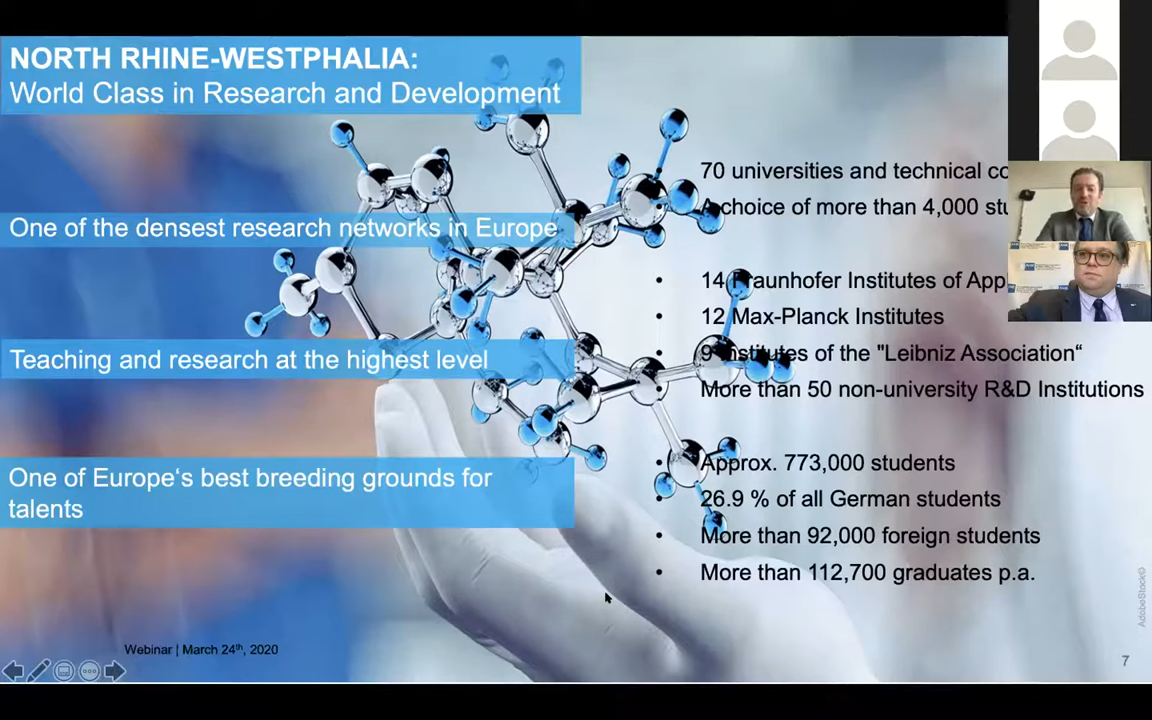 NORTH RHINE-WESTPHALIA:
World Class in Research and Development
70 universities and technical
A choice of more than 4,000
One of the densest research networks in Europe
• 14 Fraunhofer Institutes of
• 12 Max-Planck Institutes
• 9 Institutes of the "Leibniz Association“
• More than 50 non-university R&D Institutions
Teaching and research at the highest level
• Approx. 773,000 students
• 26.9 % of all German students
• More than 92,000 foreign students
• More than 112,700 graduates p.a.
One of Europe‘s best breeding grounds for
talents
AdobeStock©
Webinar | March 24th, 2020
7